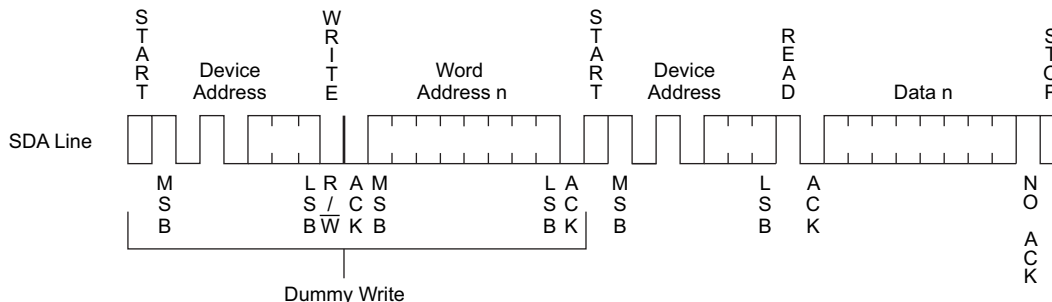 START
WRITE
START
READ
STOP
Device
Address
Word
Address n
Device
Address
Data n
SDA Line
MSB
LSB
R/W
ACK
MSB
LSB
ACK
MSB
LSB
ACK
NO ACK
Dummy Write